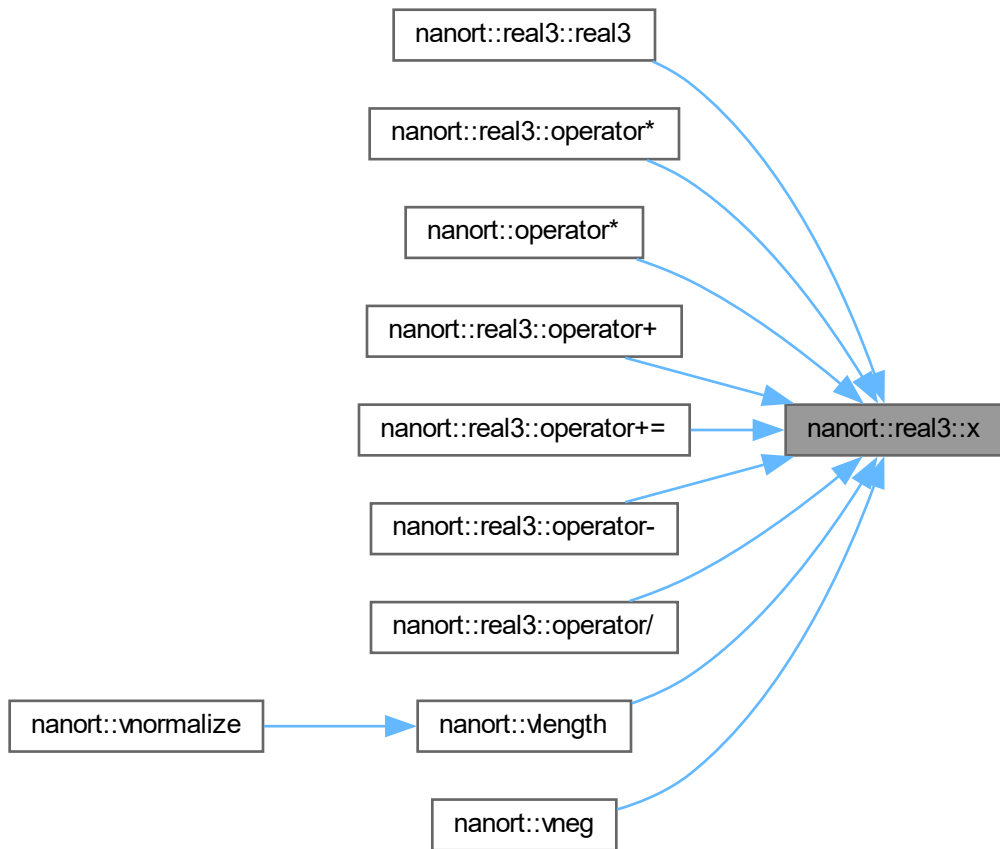 nanort::real3::real3
nanort::real3::operator*
nanort::operator*
nanort::real3::operator+
nanort::real3::operator+=
nanort::real3::x
nanort::real3::operator-
nanort::real3::operator/
nanort::vnormalize
nanort::vlength
nanort::vneg